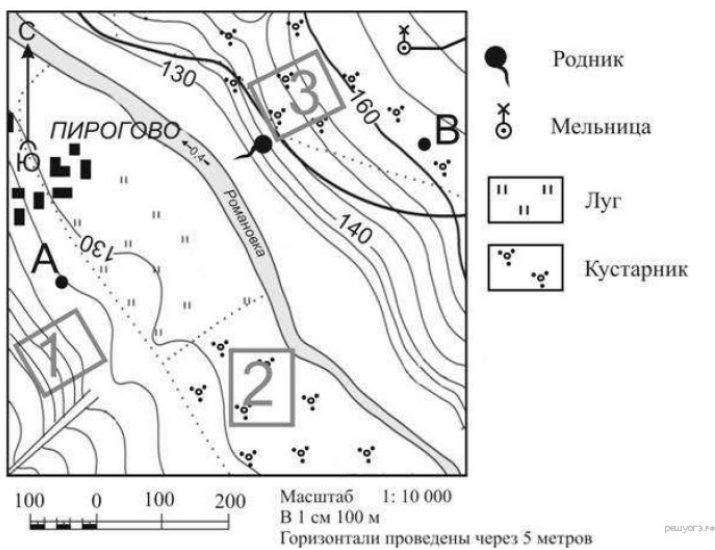 С
130
3
160
В
ПИРОГОВО
Ю
0,4
Романовка
140
А
130
1
2
Родник
Мельница
Луг
Кустарник
100 0 100 200
Масштаб 1: 10 000
В 1 см 100 м
Горизонтали проведены через 5 метров
решуогэ.рф